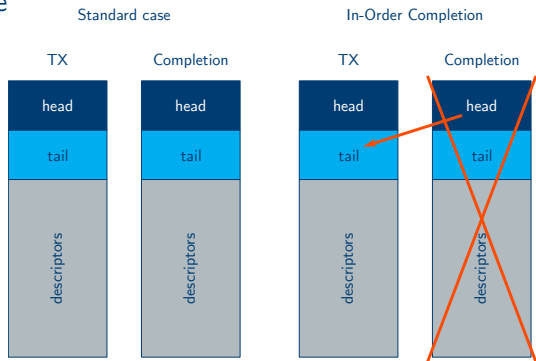 e
Standard case
In-Order Completion
TX
Completion
TX
Completion
head
head
head
head
tail
tail
tail
tail
descriptors
descriptors
descriptors
descriptors